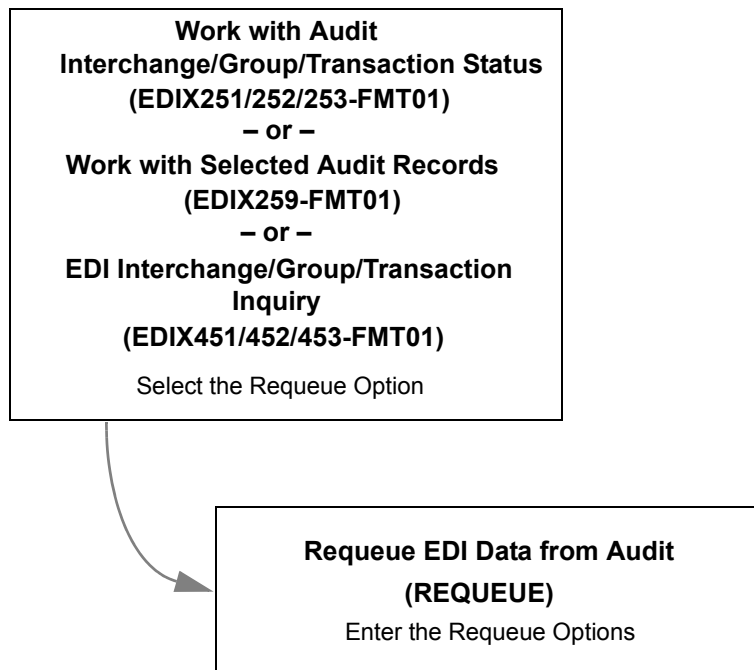 Work with Audit
Interchange/Group/Transaction Status
(EDIX251/252/253-FMT01)
– or –
Work with Selected Audit Records
(EDIX259-FMT01)
– or –
EDI Interchange/Group/Transaction
Inquiry
(EDIX451/452/453-FMT01)
Select the Requeue Option
Requeue EDI Data from Audit
(REQUEUE)
Enter the Requeue Options